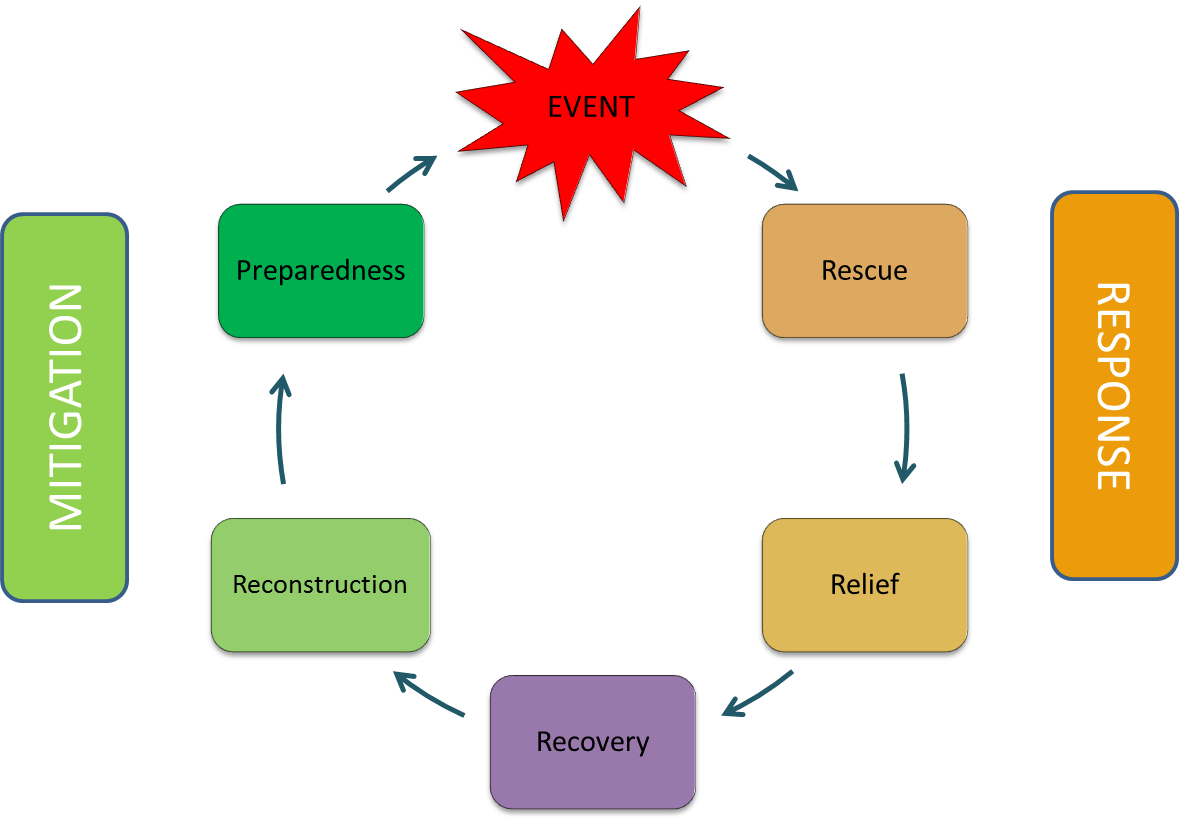 EVENT
Preparedness
Rescue
MITIGATION
RESPONSE
Reconstruction
Relief
Recovery